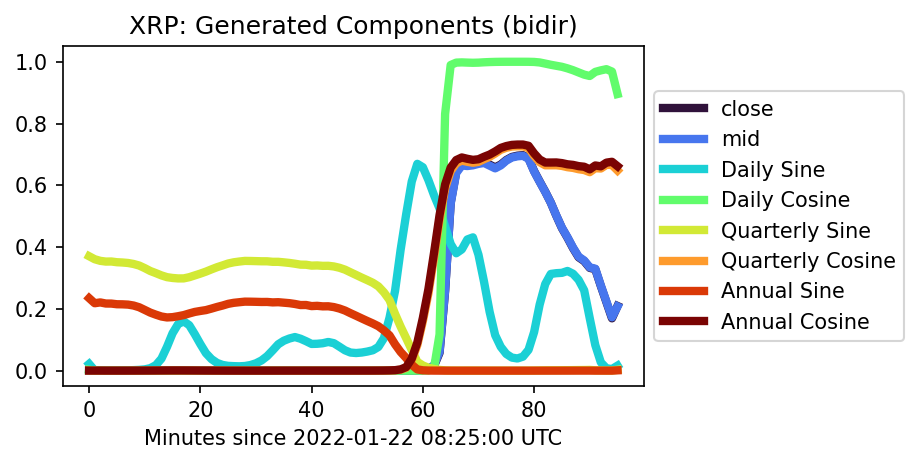 XRP: Generated Components (bidir)
1.0
0.8
0.6
0.4
0.2
0.0
0
20
40
60
80
Minutes since 2022-01-22 08:25:00 UTC
close
mid
Daily Sine
Daily Cosine
Quarterly Sine
Quarterly Cosine
Annual Sine
Annual Cosine